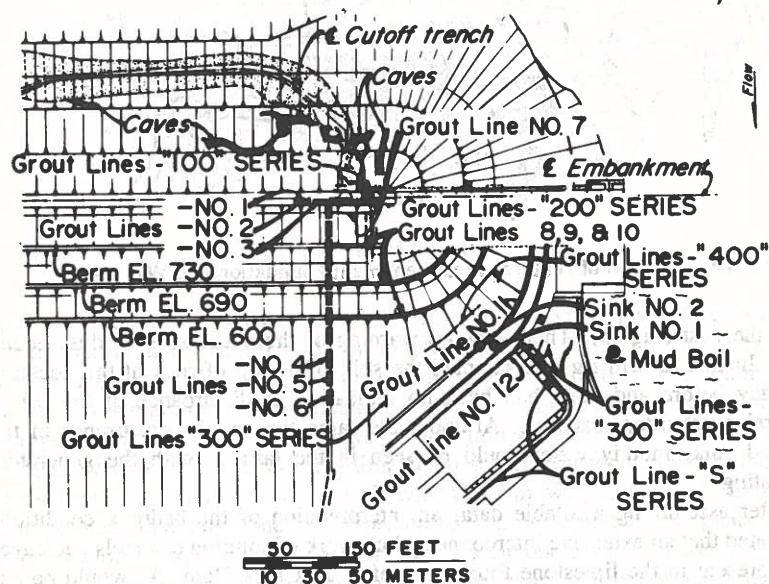 ℄ Cutoff trench
Flow
Caves
Caves
Grout Line NO. 7
Grout Lines - "100" SERIES
℄ Embankment
-NO. 1
Grout Lines -NO. 2
-NO. 3
Grout Lines - "200" SERIES
Grout Lines 8, 9, & 10
Grout Lines - "400" SERIES
Berm EL. 730
Berm EL. 690
Berm EL. 600
Grout Line NO. 11
Sink NO. 2
Sink NO. 1
Mud Boil
-NO. 4
Grout Lines -NO. 5
-NO. 6
Grout Line NO. 12
Grout Lines - "300" SERIES
Grout Lines "300" SERIES
Grout Line - "S" SERIES
50 0 150 FEET
10 30 50 METERS